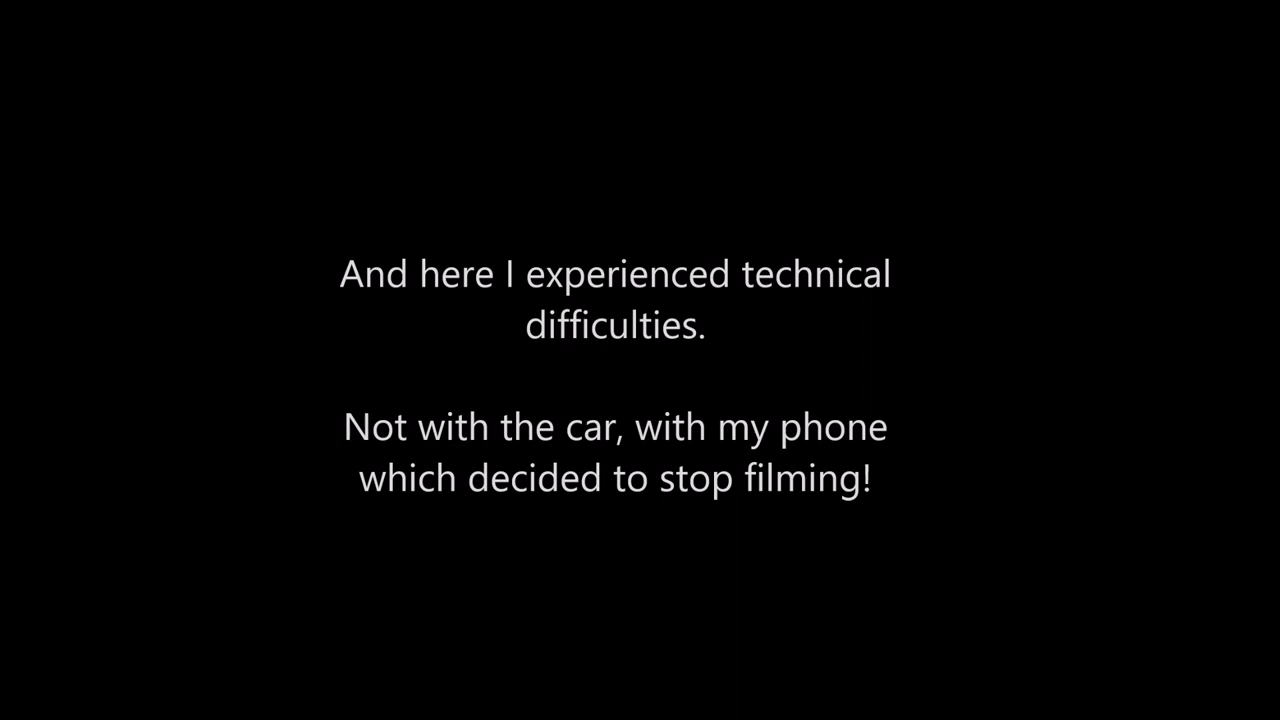 And here I experienced technical
difficulties.
Not with the car, with my phone
which decided to stop filming!